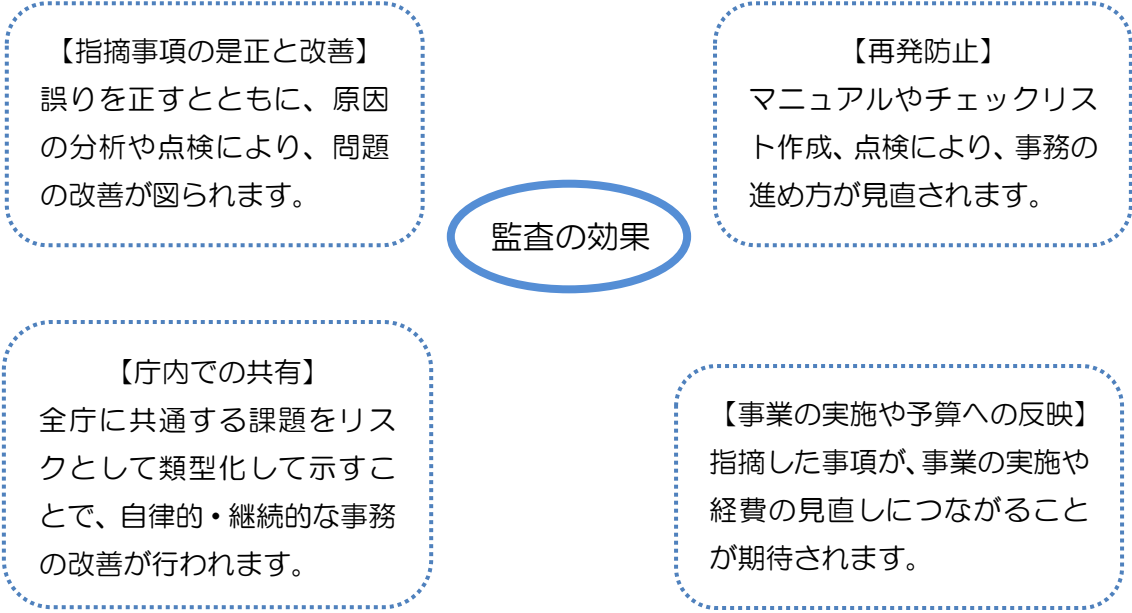 【指摘事項の是正と改善】
誤りを正すとともに、原因
の分析や点検により、問題
の改善が図られます。
【再発防止】
マニュアルやチェックリス
ト作成、点検により、事務の
進め方が見直されます。
監査の効果
【庁内での共有】
全庁に共通する課題をリス
クとして類型化して示すこ
とで、自律的・継続的な事務
の改善が行われます。
【事業の実施や予算への反映】
指摘した事項が、事業の実施や
経費の見直しにつながること
が期待されます。